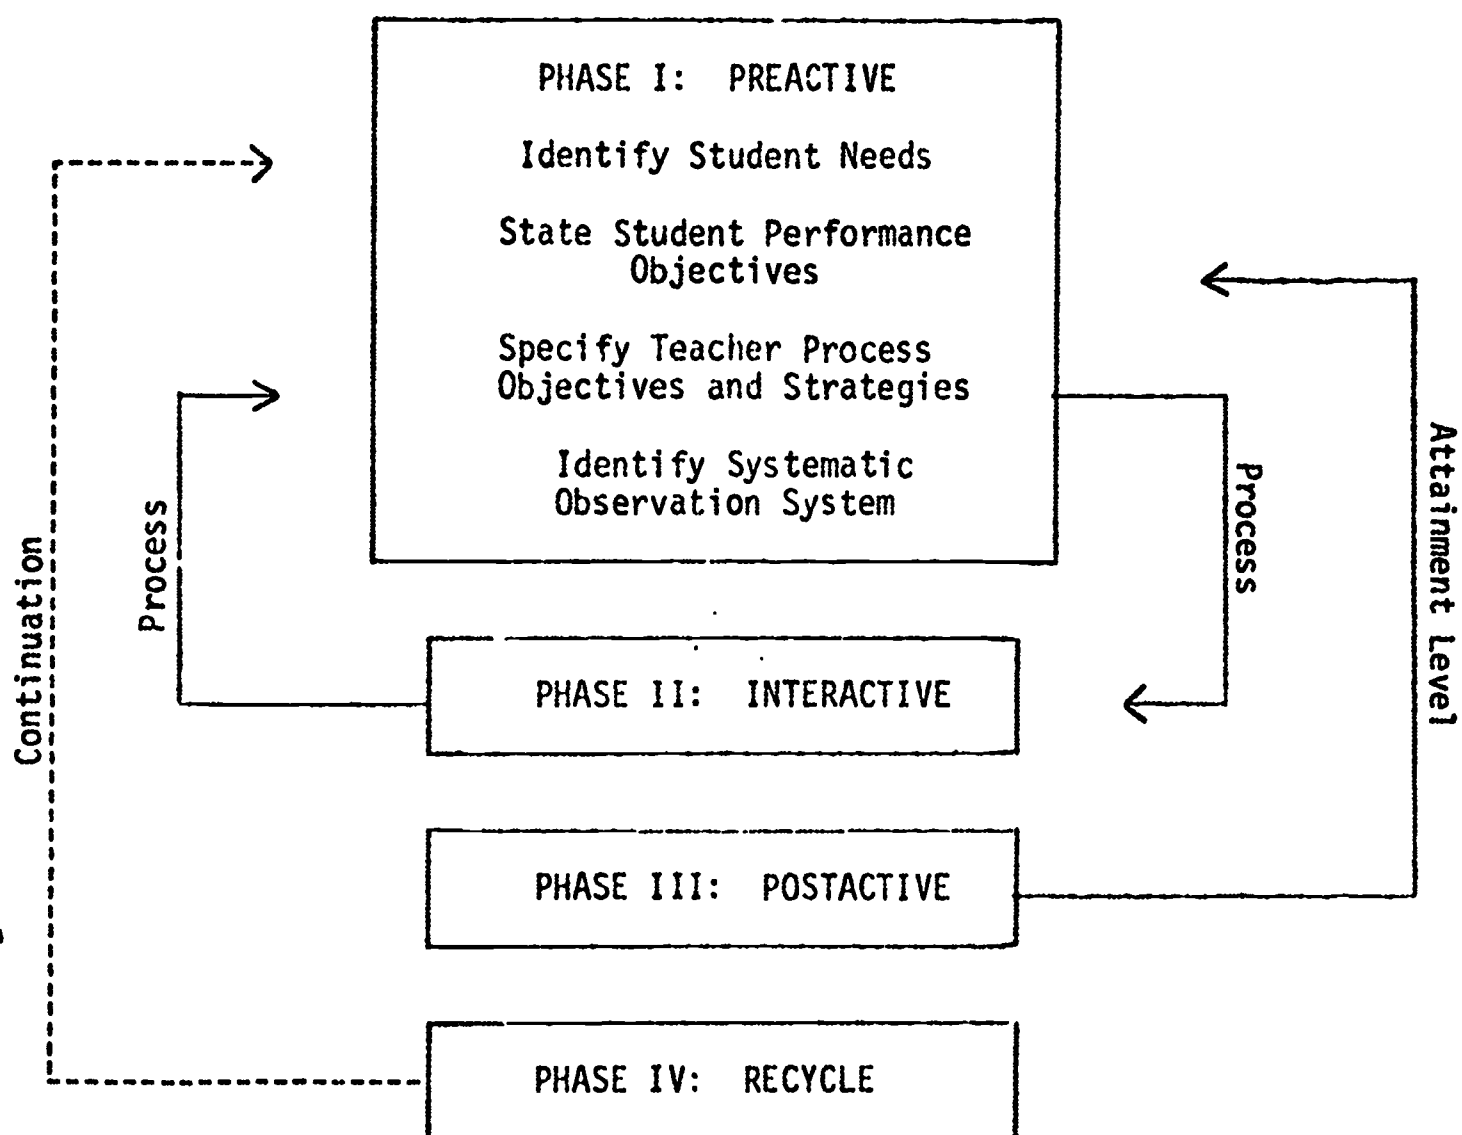 PHASE I: PREACTIVE
Identify Student Needs
State Student Performance
Objectives
Specify Teacher Process
Objectives and Strategies
Identify Systematic
Observation System
Process
Attainment Level
Process
Continuation
PHASE II: INTERACTIVE
PHASE III: POSTACTIVE
PHASE IV: RECYCLE